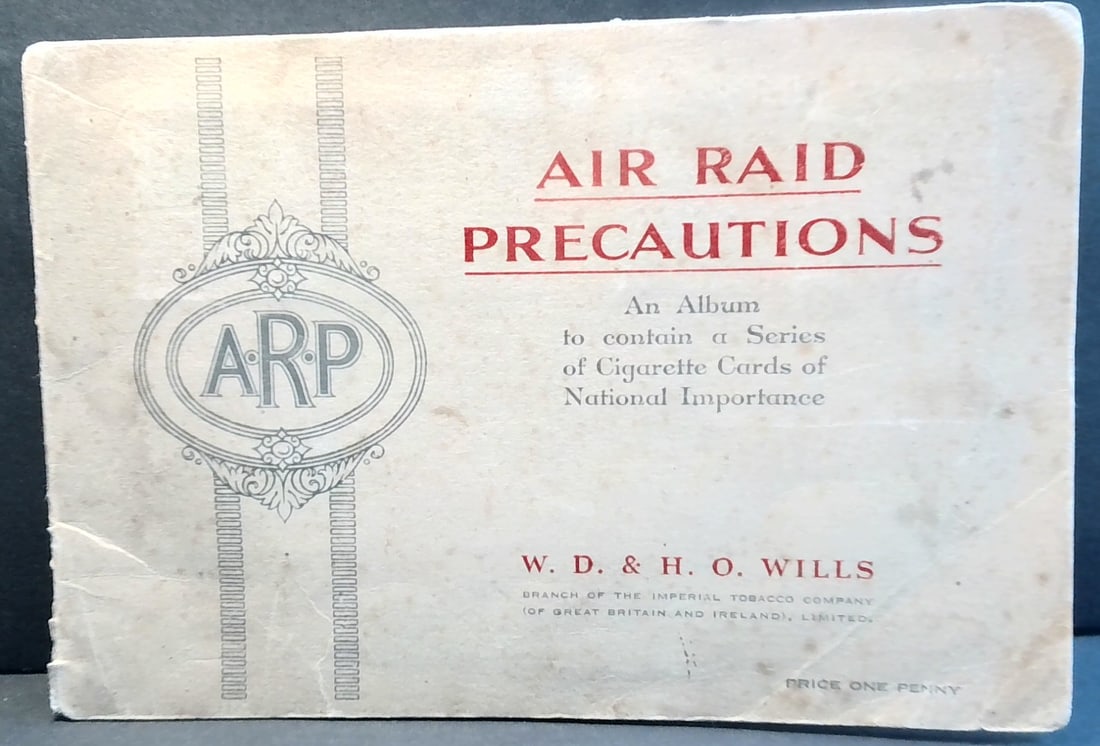 A·R·P
AIR RAID
PRECAUTIONS
An Album
to contain a Series
of Cigarette Cards of
National Importance
W. D. & H. O. WILLS
BRANCH OF THE IMPERIAL TOBACCO COMPANY
(OF GREAT BRITAIN AND IRELAND), LIMITED.
PRICE ONE PENNY